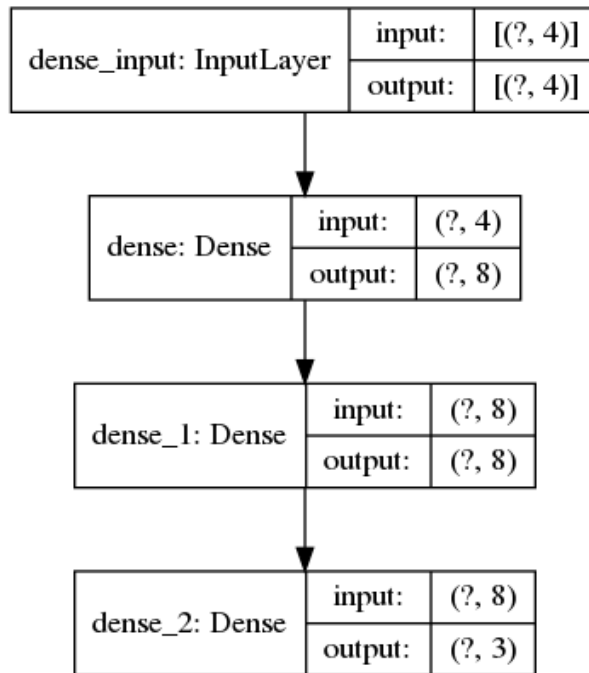 dense_input: InputLayer
input:
[(?, 4)]
output:
[(?, 4)]
dense: Dense
input:
(?, 4)
output:
(?, 8)
dense_1: Dense
input:
(?, 8)
output:
(?, 8)
dense_2: Dense
input:
(?, 8)
output:
(?, 3)